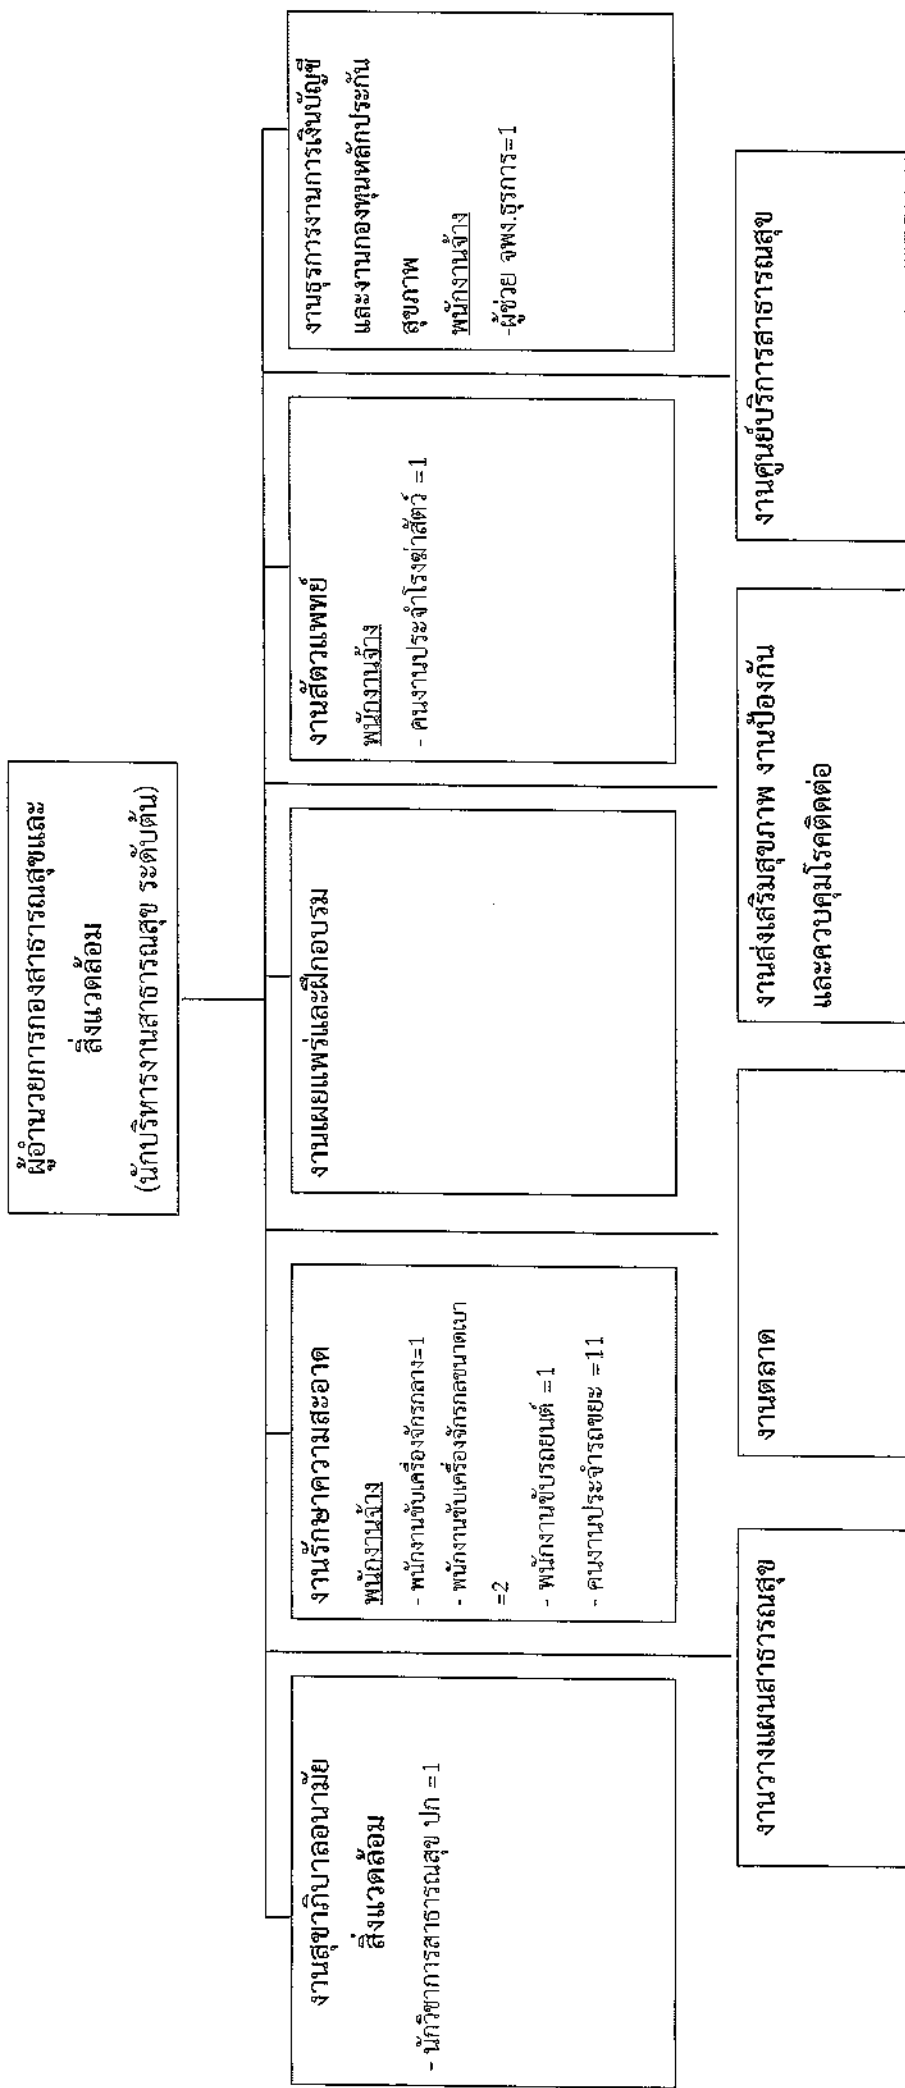 ผู้อำนวยการกองสาธารณสุขและ
สิ่งแวดล้อม
(นักบริหารงานสาธารณสุข ระดับต้น)
งานสุขาภิบาลอนามัย
สิ่งแวดล้อม
- นักวิชาการสาธารณสุข ปก =1
งานรักษาความสะอาด
พนักงานจ้าง
- พนักงานขับเครื่องจักรกลาง=1
- พนักงานขับเครื่องจักรกลขนาดเบา
=2
- พนักงานขับรถยนต์ =1
- คนงานประจำรถขยะ =11
งานเผยแพร่และฝึกอบรม
งานสัตวแพทย์
พนักงานจ้าง
- คนงานประจำโรงฆ่าสัตว์ =1
งานธุรการงานการเงินบัญชี
และงานกองทุนหลักประกัน
สุขภาพ
พนักงานจ้าง
-ผู้ช่วย จพง.ธุรการ=1
งานวางแผนสาธารณสุข
งานตลาด
งานส่งเสริมสุขภาพ งานป้องกัน
และควบคุมโรคติดต่อ
งานศูนย์บริการสาธารณสุข